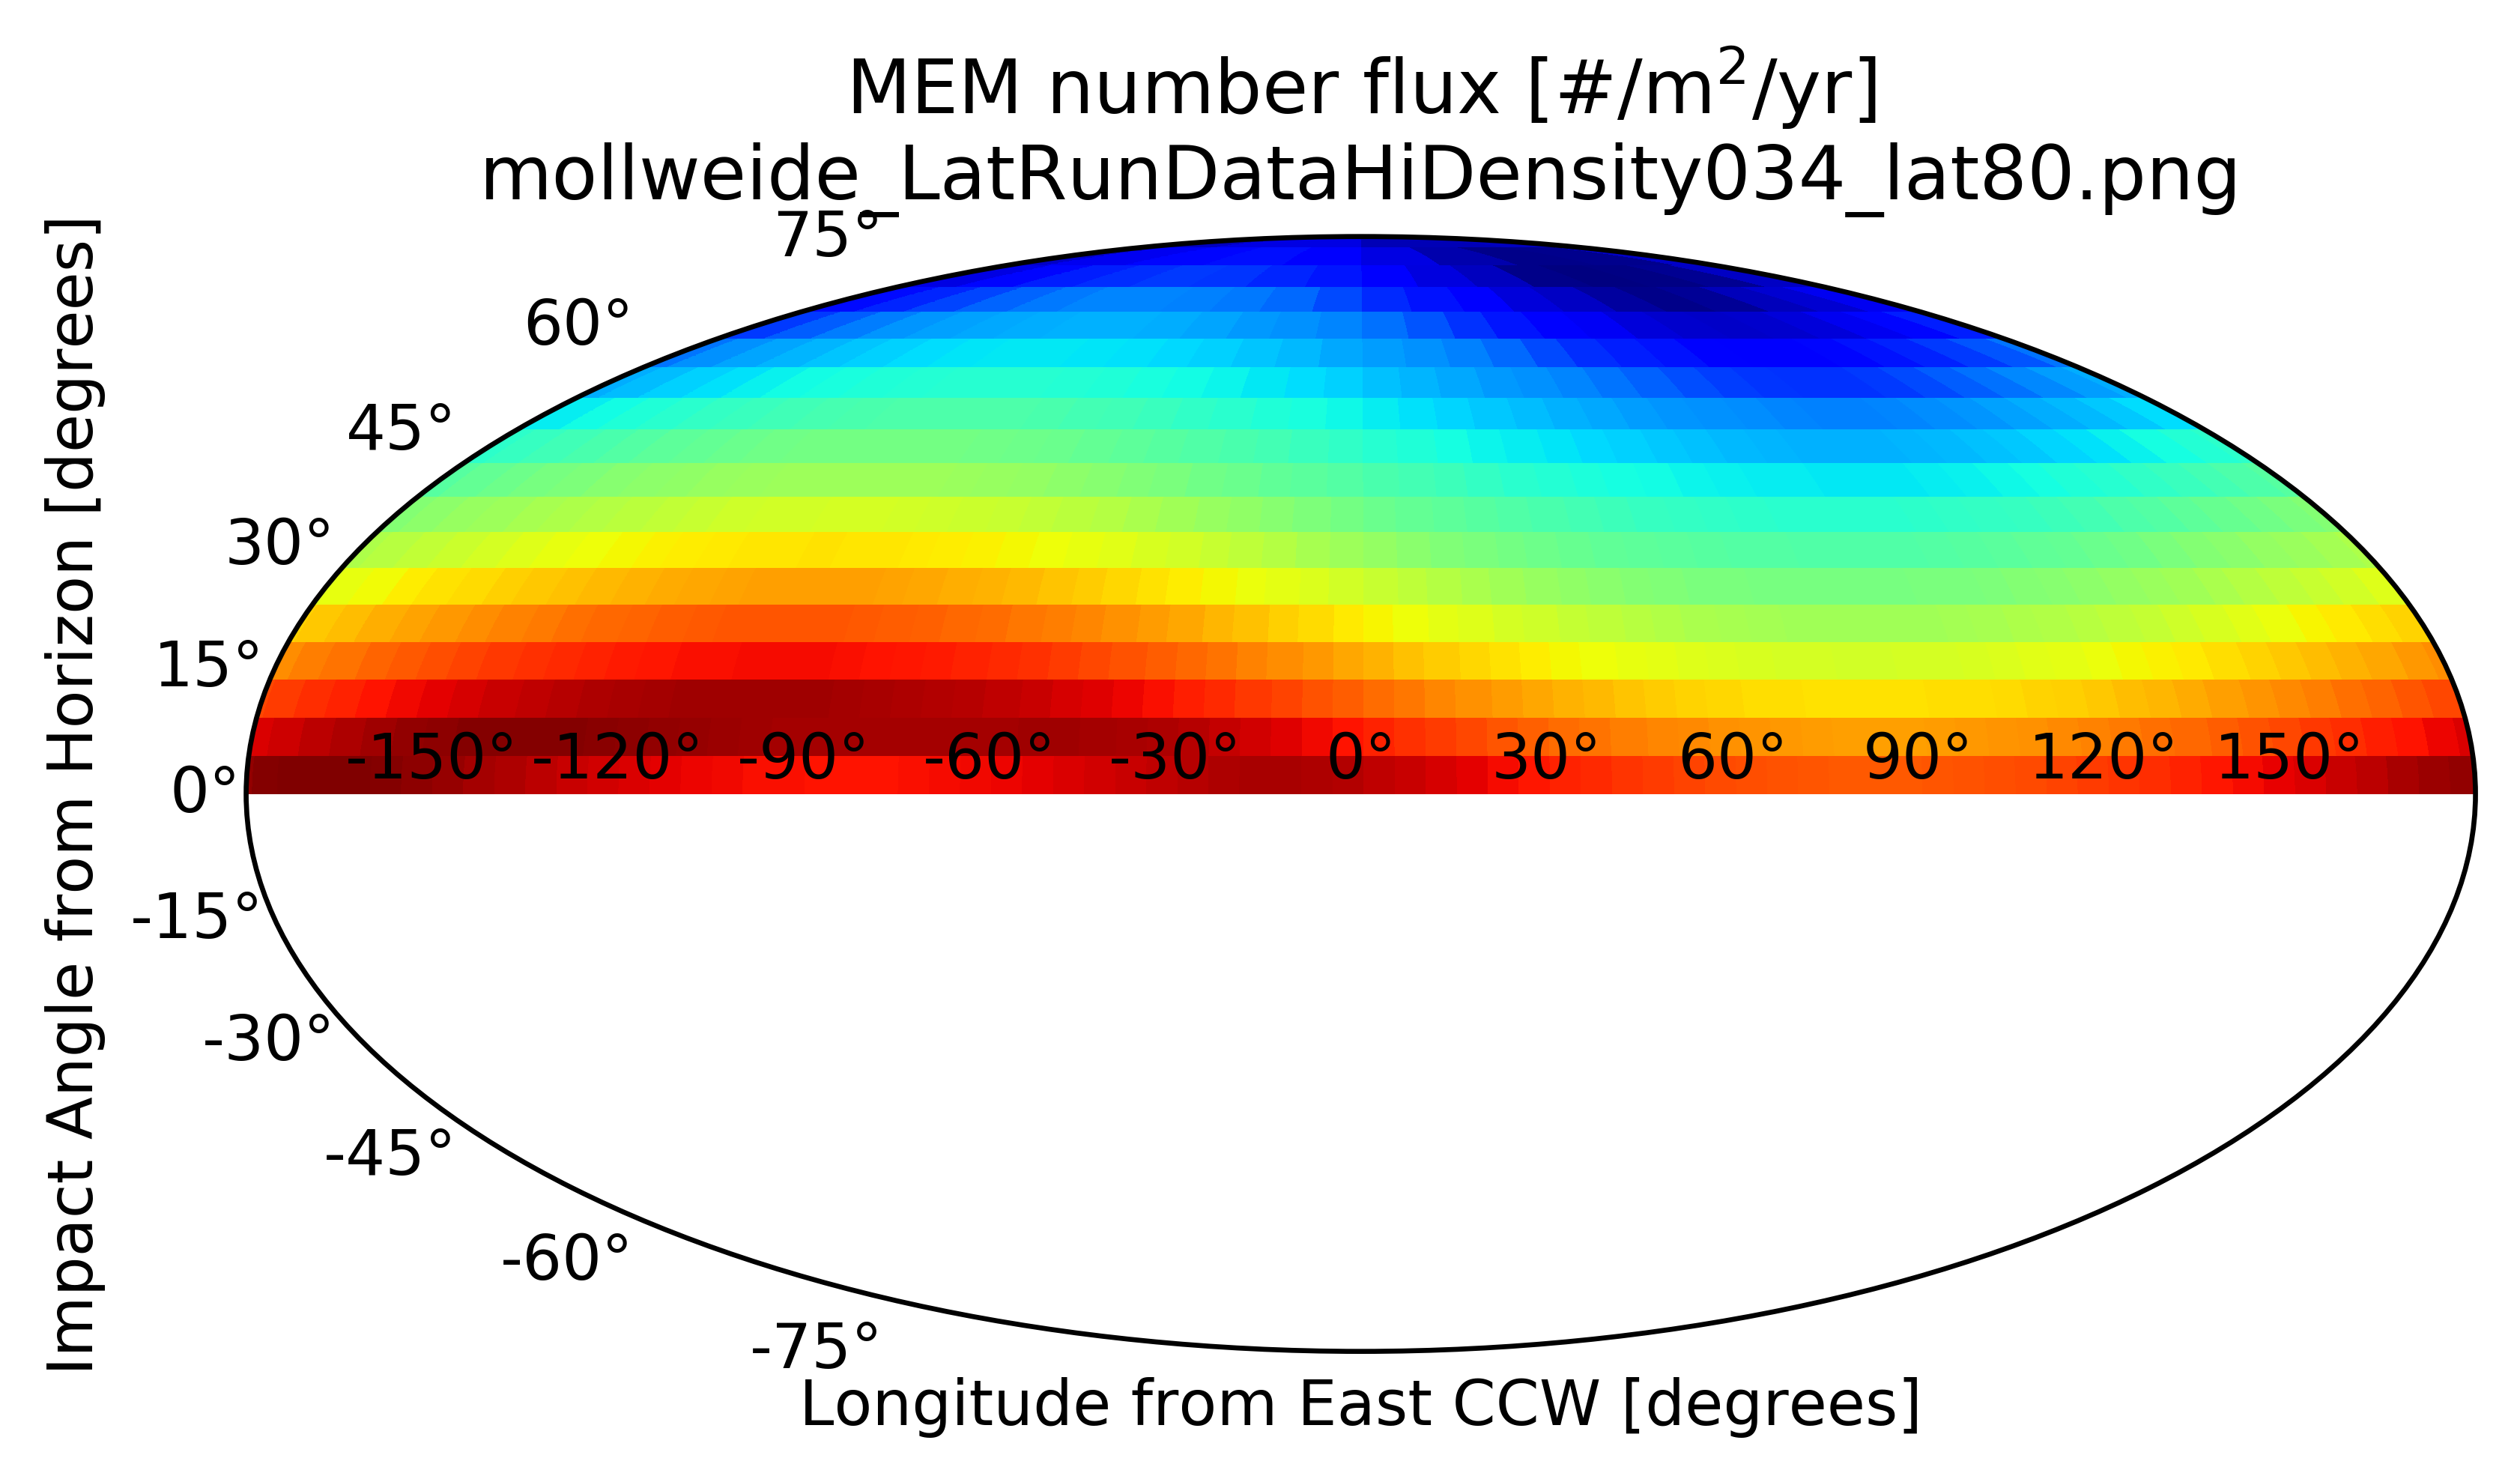 MEM number flux [#/m²/yr]
mollweide_LatRunDataHiDensity034_lat80.png
75°
60°
45°
30°
15°
0°
-15°
-30°
-45°
-60°
-75°
-150° -120° -90° -60° -30° 0° 30° 60° 90° 120° 150°
Impact Angle from Horizon [degrees]
Longitude from East CCW [degrees]